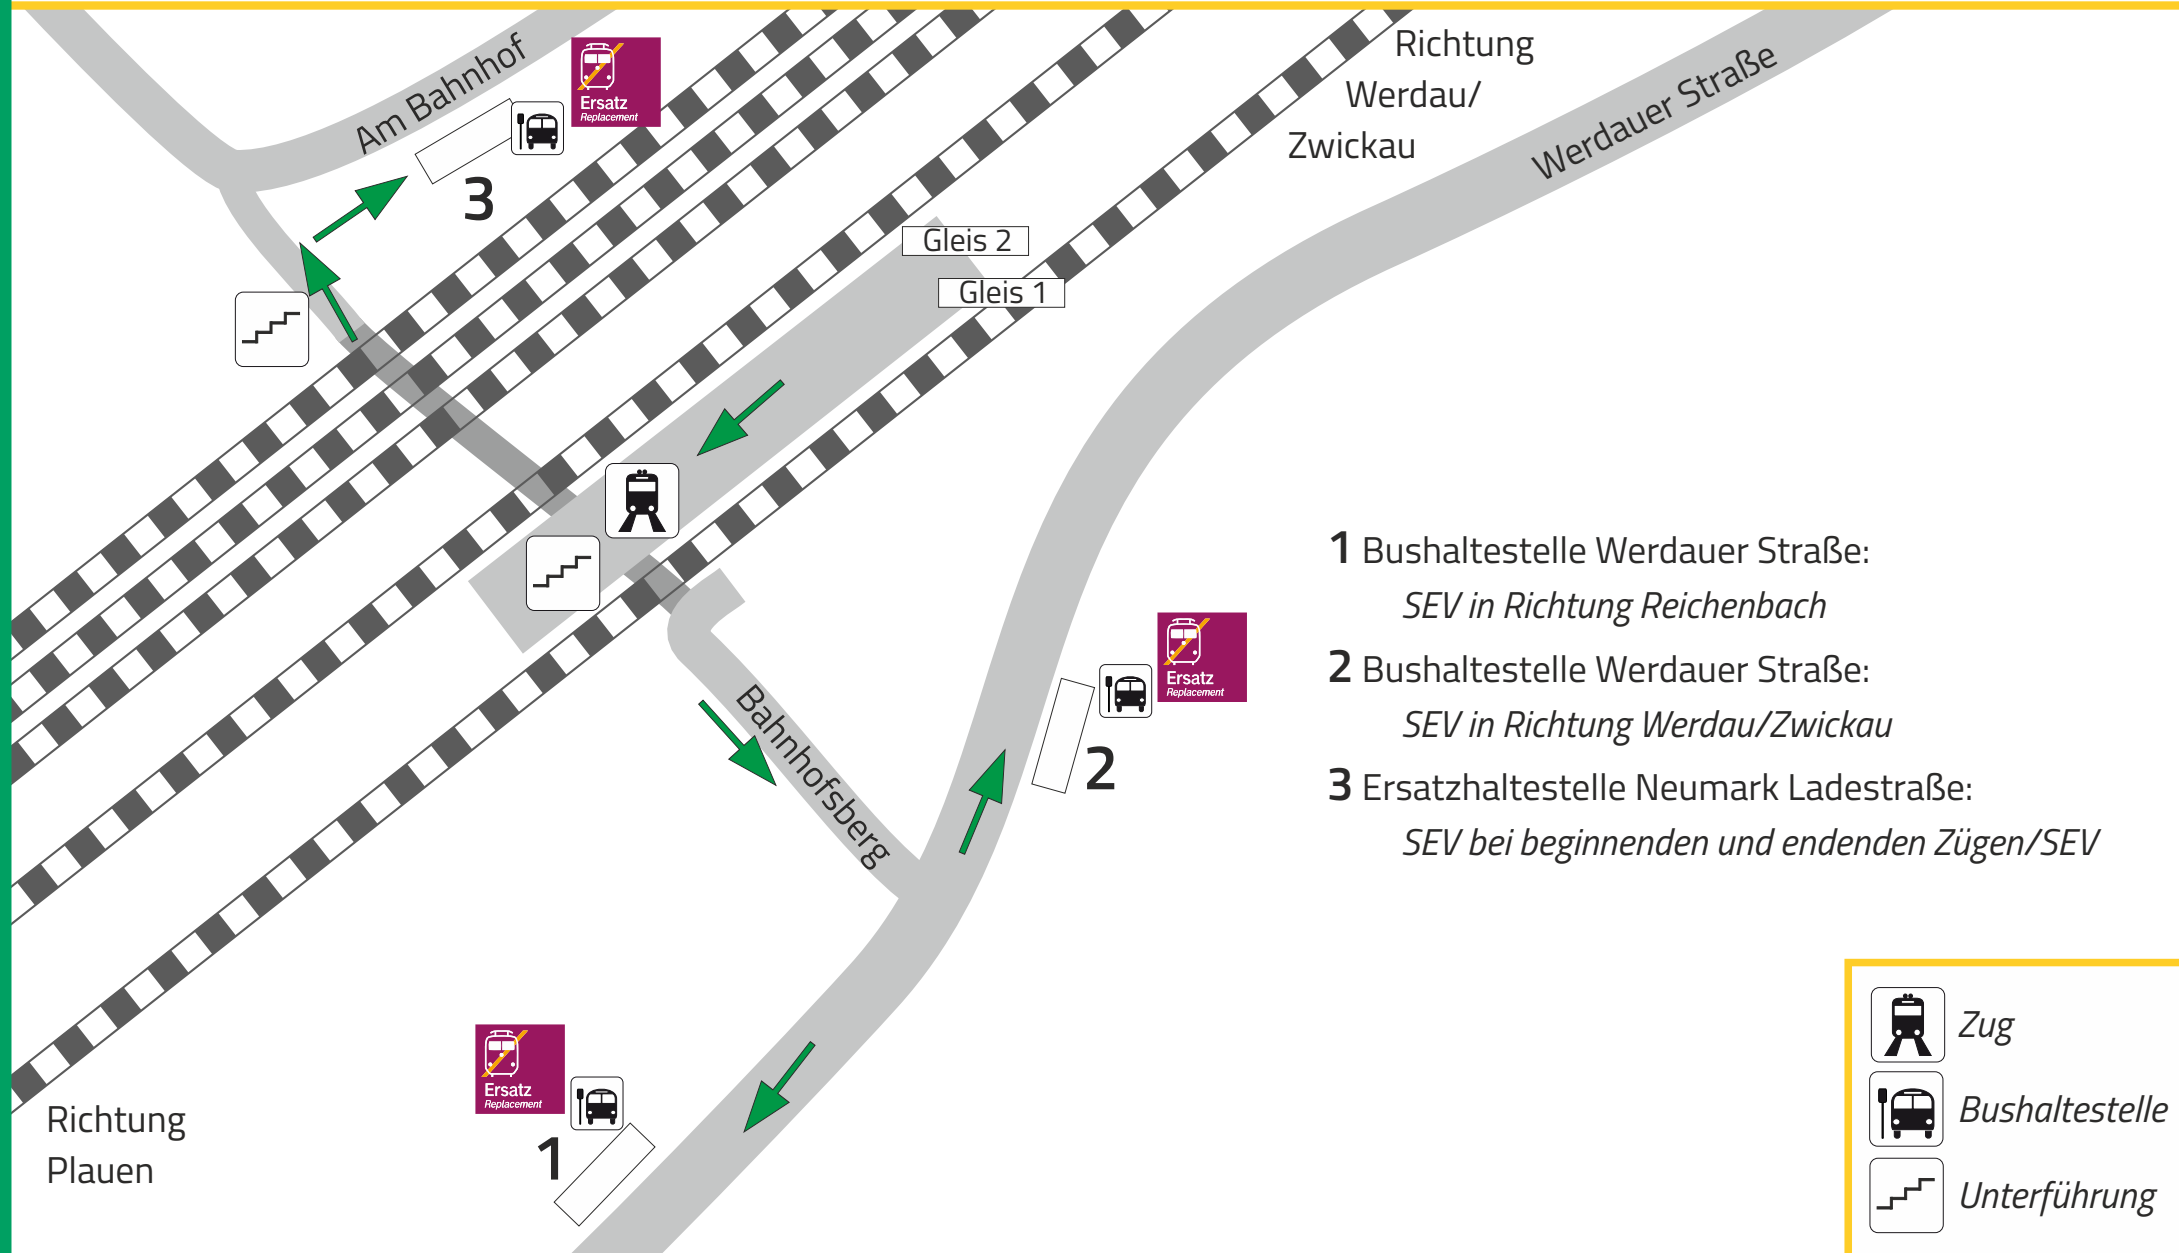 Am Bahnhof
Ersatz
Replacement
3
Richtung
Werdau/
Zwickau
Werdauer Straße
Gleis 2
Gleis 1
1 Bushaltestelle Werdauer Straße:
SEV in Richtung Reichenbach
2 Bushaltestelle Werdauer Straße:
SEV in Richtung Werdau/Zwickau
3 Ersatzhaltestelle Neumark Ladestraße:
SEV bei beginnenden und endenden Zügen/SEV
Ersatz
Replacement
2
Bahnhofsberg
Ersatz
Replacement
1
Richtung
Plauen
Zug
Bushaltestelle
Unterführung